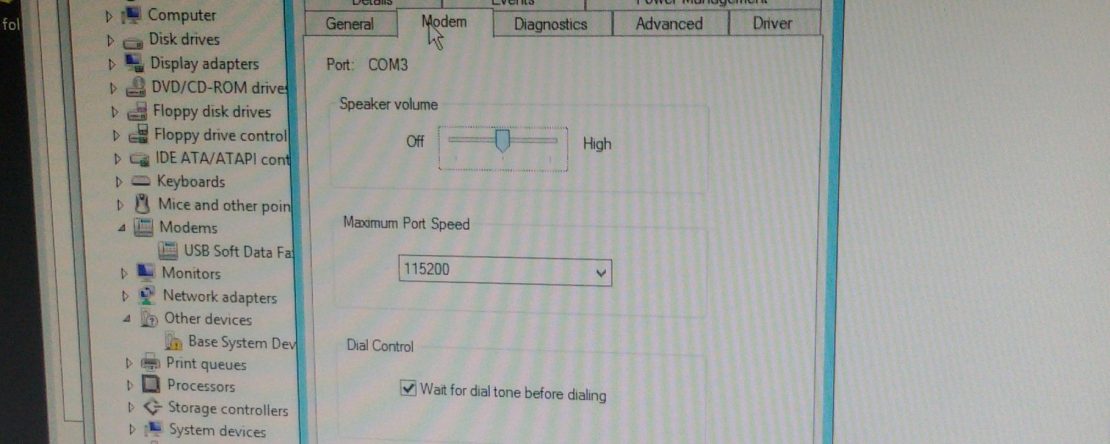 fol
Computer
Disk drives
Display adapters
DVD/CD-ROM drive
Floppy disk drives
Floppy drive control
IDE ATA/ATAPI cont
Keyboards
Mice and other poin
Modems
USB Soft Data Fa
Monitors
Network adapters
Other devices
Base System Dev
Print queues
Processors
Storage controllers
System devices
Details Events Power Management
General Modem Diagnostics Advanced Driver
Port: COM3
Speaker volume
Off High
Maximum Port Speed
115200
Dial Control
Wait for dial tone before dialing